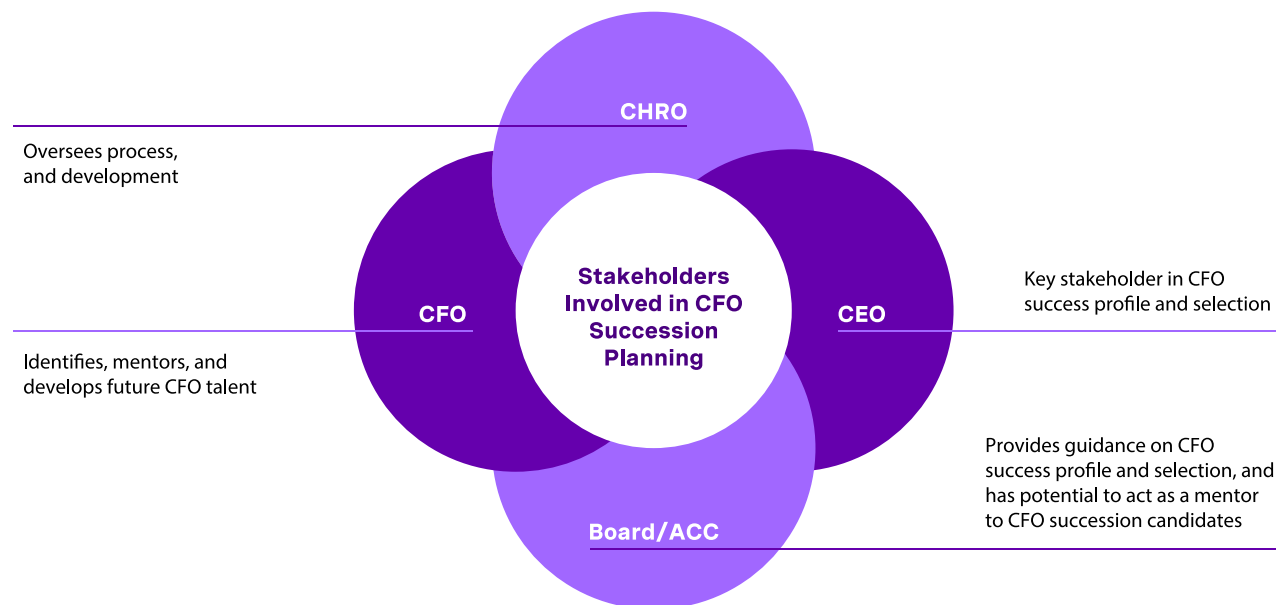 CHRO
Oversees process,
and development
Stakeholders
Involved in CFO
Succession
Planning
CFO
Identifies, mentors, and
develops future CFO talent
CEO
Key stakeholder in CFO
success profile and selection
Board/ACC
Provides guidance on CFO
success profile and selection, and
has potential to act as a mentor
to CFO succession candidates